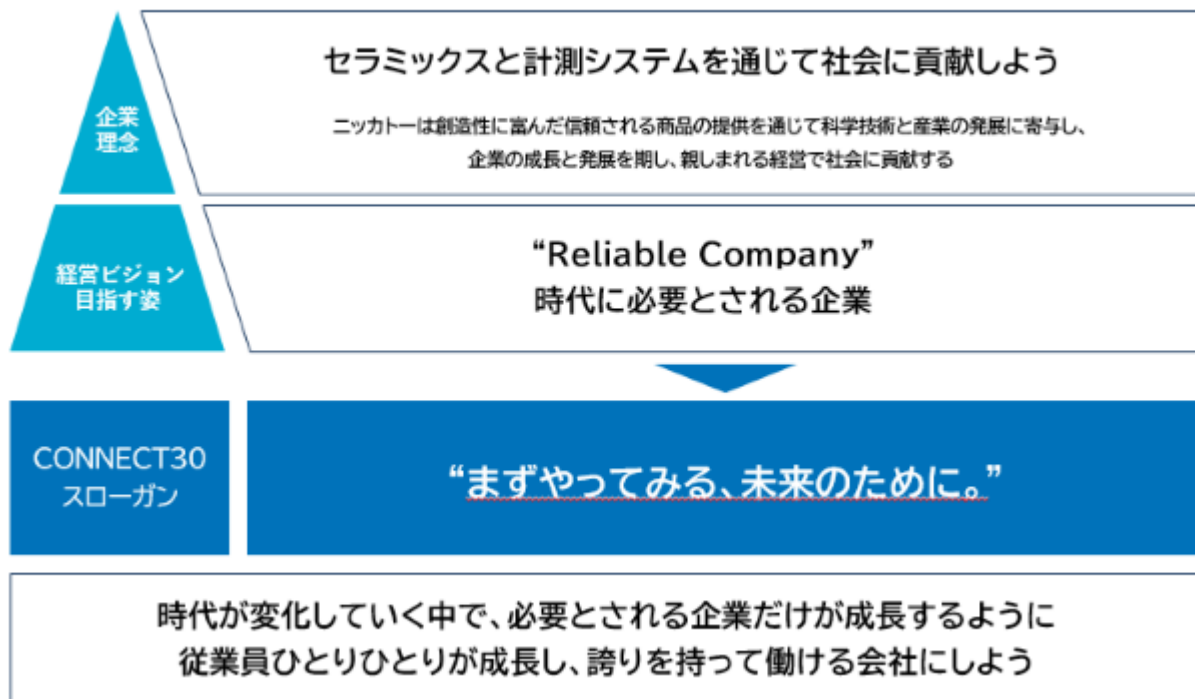 企業
理念
セラミックスと計測システムを通じて社会に貢献しよう
ニッカトーは創造性に富んだ信頼される商品の提供を通じて科学技術と産業の発展に寄与し、
企業の成長と発展を期し、親しまれる経営で社会に貢献する
経営ビジョン
目指す姿
“Reliable Company”
時代に必要とされる企業
CONNECT30
スローガン
“まずやってみる、未来のために。”
時代が変化していく中で、必要とされる企業だけが成長するように
従業員ひとりひとりが成長し、誇りを持って働ける会社にしよう